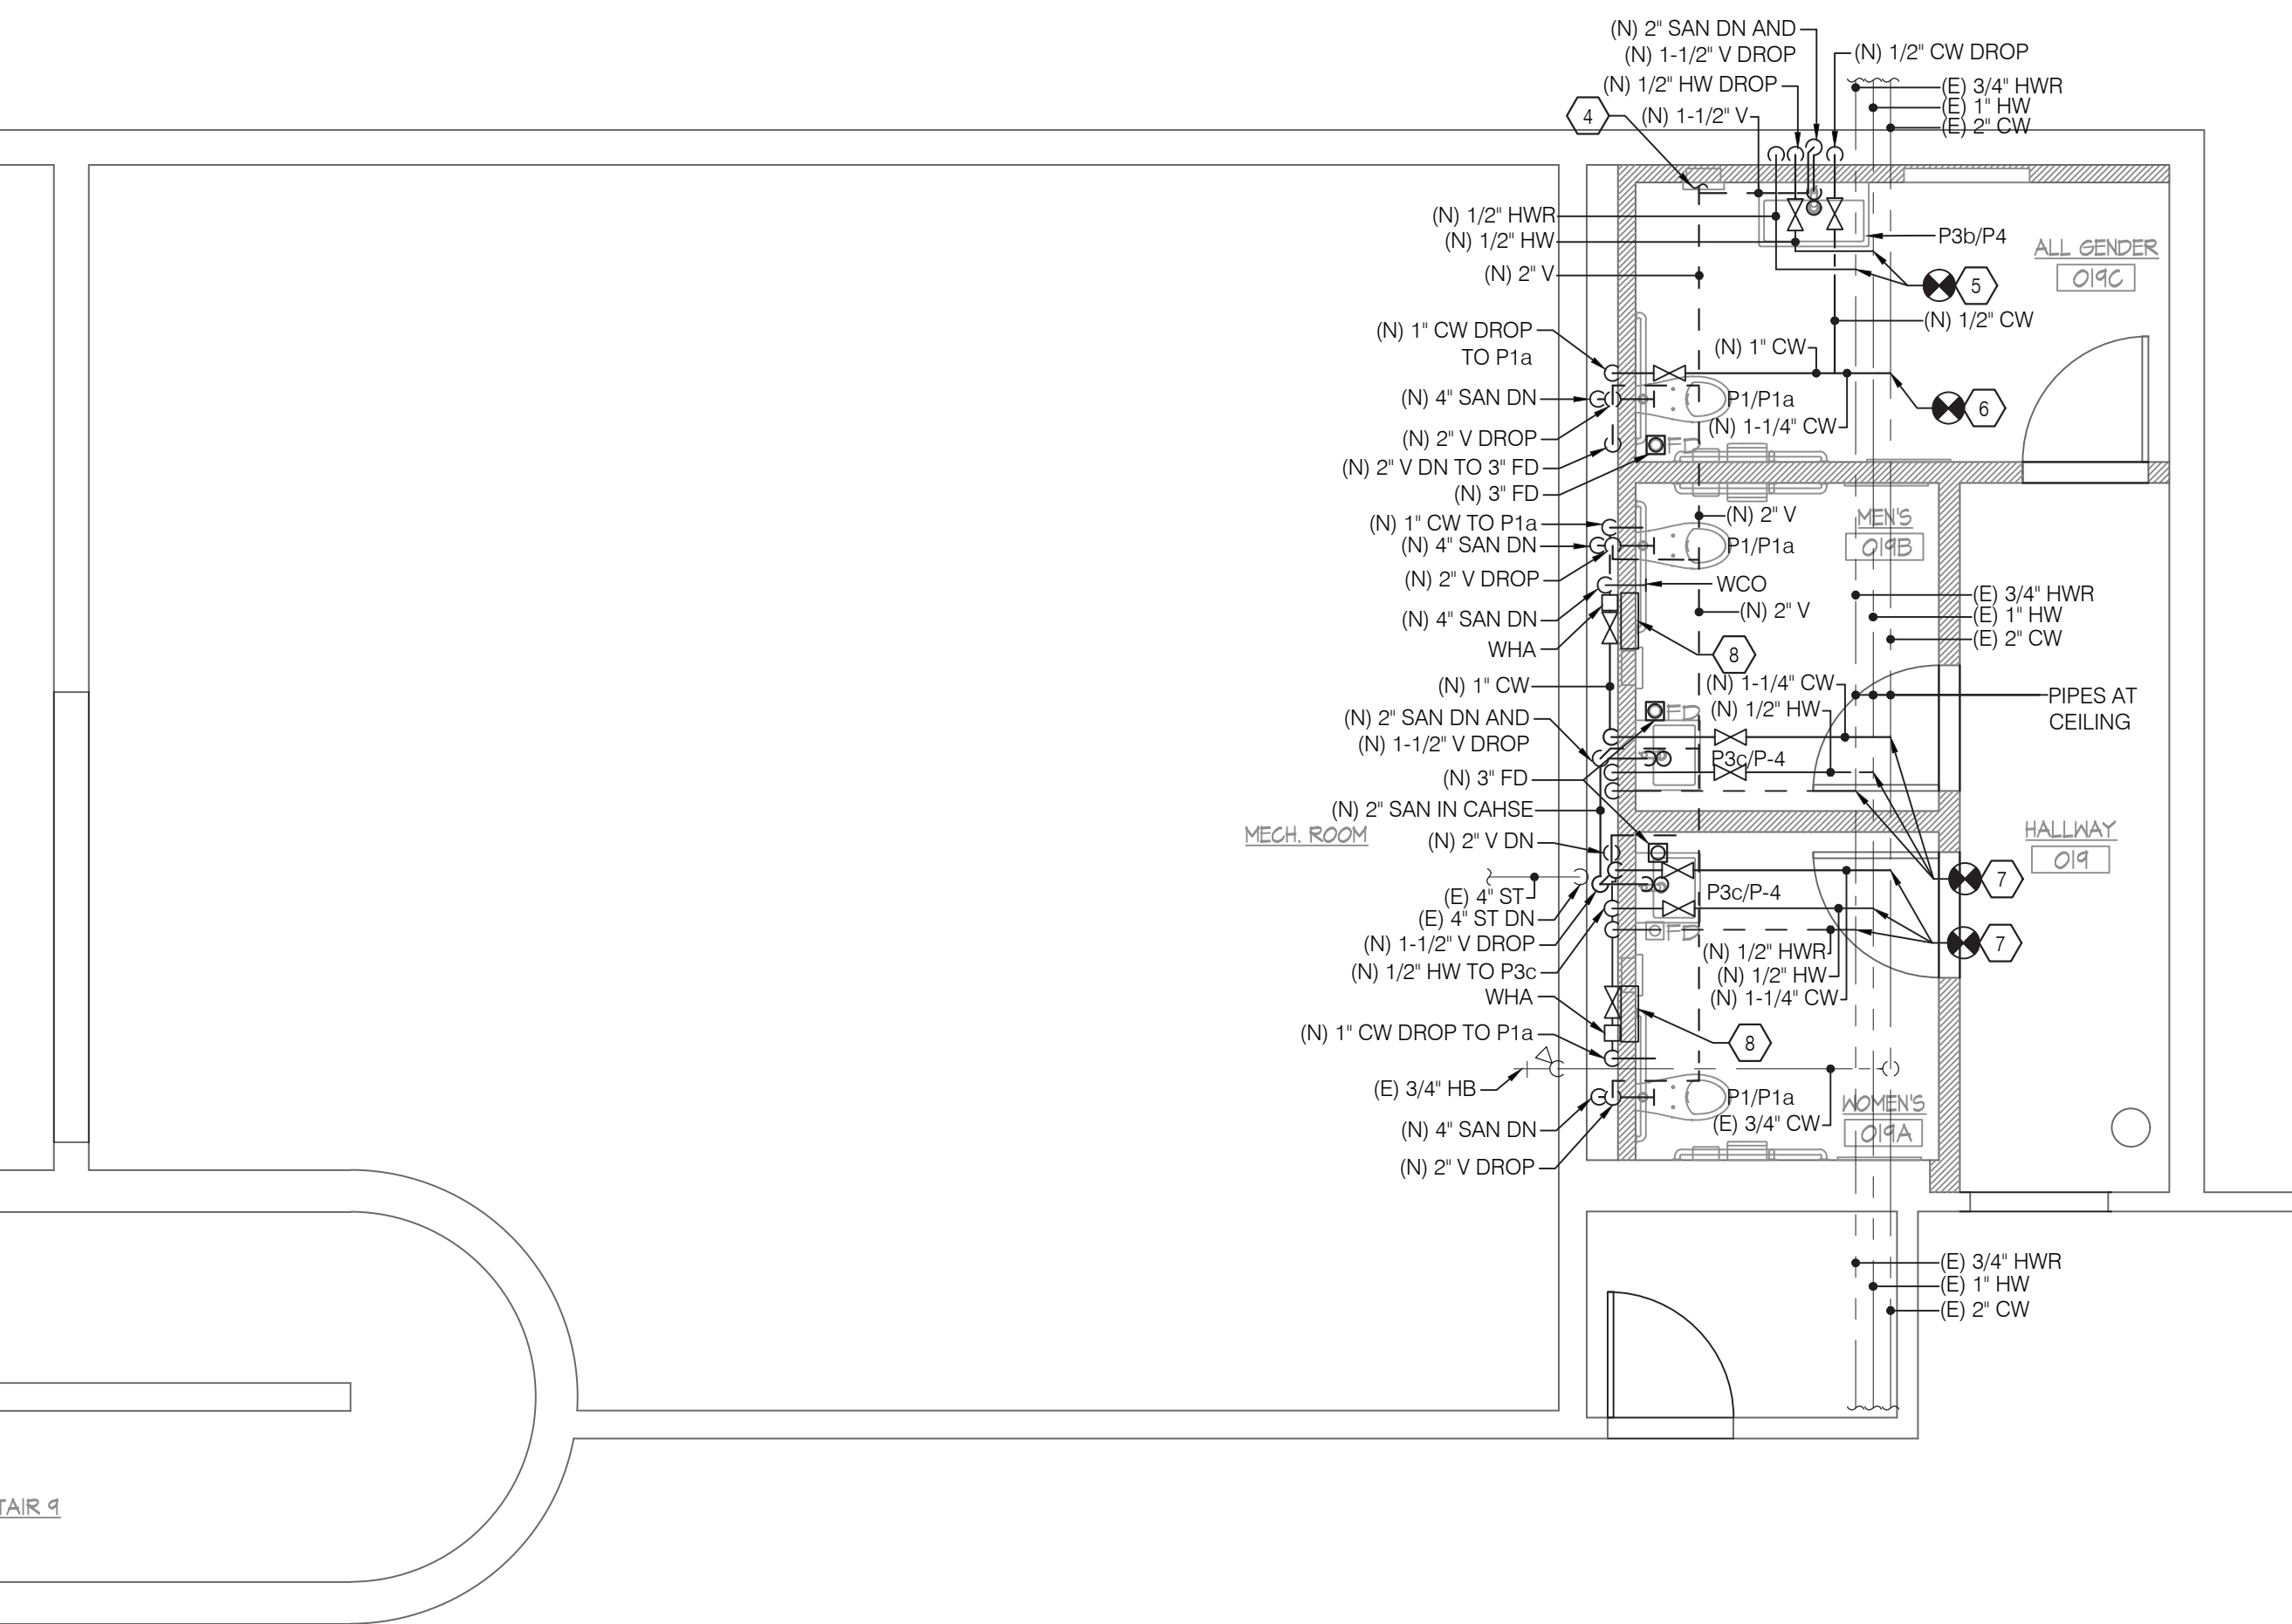 (N) 2" SAN DN AND
(N) 1-1/2" V DROP
(N) 1/2" CW DROP
(N) 1/2" HW DROP
(E) 3/4" HWR
(E) 1" HW
(E) 2" CW
4
(N) 1-1/2" V
(N) 1/2" HWR
(N) 1/2" HW
P3b/P4
ALL GENDER
019C
(N) 2" V
5
(N) 1/2" CW
(N) 1" CW DROP
TO P1a
(N) 1" CW
(N) 4" SAN DN
P1/P1a
6
(N) 1-1/4" CW
(N) 2" V DROP
FD
(N) 2" V DN TO 3" FD
(N) 3" FD
(N) 1" CW TO P1a
(N) 2" V
MEN'S
019B
(N) 4" SAN DN
P1/P1a
(N) 2" V DROP
WCO
(E) 3/4" HWR
(N) 4" SAN DN
(N) 2" V
(E) 1" HW
(E) 2" CW
WHA
8
(N) 1" CW
(N) 1-1/4" CW
PIPES AT
CEILING
(N) 1/2" HW
FD
(N) 2" SAN DN AND
(N) 1-1/2" V DROP
P3c/P-4
(N) 3" FD
(N) 2" SAN IN CAHSE
MECH. ROOM
HALLWAY
019
(N) 2" V DN
7
(E) 4" ST
P3c/P-4
(E) 4" ST DN
FD
(N) 1-1/2" V DROP
7
(N) 1/2" HWR
(N) 1/2" HW TO P3c
(N) 1/2" HW
WHA
(N) 1-1/4" CW
(N) 1" CW DROP TO P1a
8
(E) 3/4" HB
P1/P1a
WOMEN'S
019A
(E) 3/4" CW
(N) 4" SAN DN
(N) 2" V DROP
(E) 3/4" HWR
(E) 1" HW
(E) 2" CW
TAIR 9